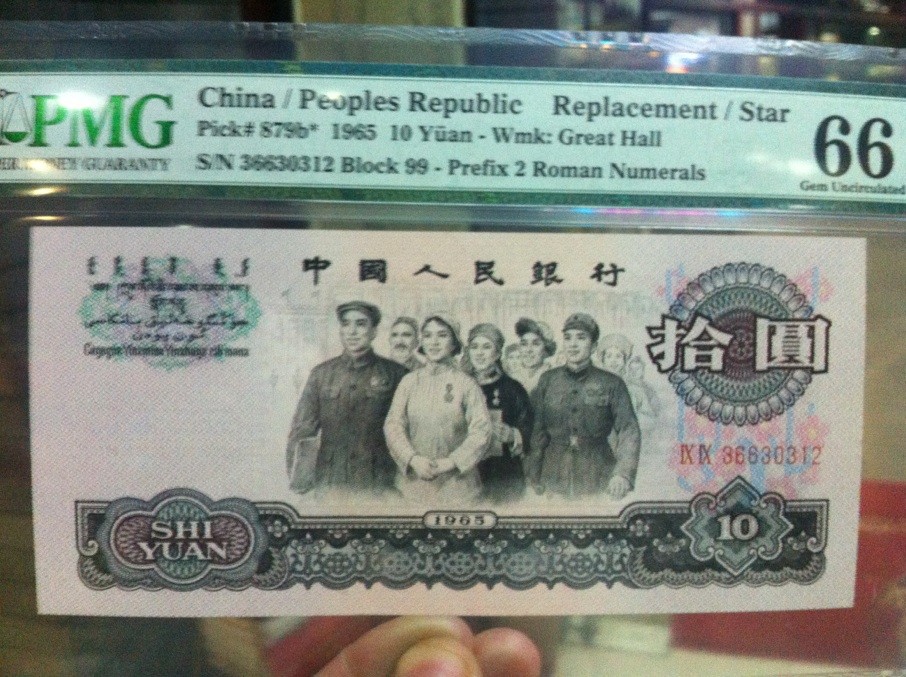 PMG
China / Peoples Republic Replacement / Star
Pick# 879b* 1965 10 Yüan - Wmk: Great Hall
S/N 36630312 Block 99 - Prefix 2 Roman Numerals
66
Gem Uncirculated
中國人民銀行
拾圓
IX IX 36630312
SHI
YUAN
1965
10